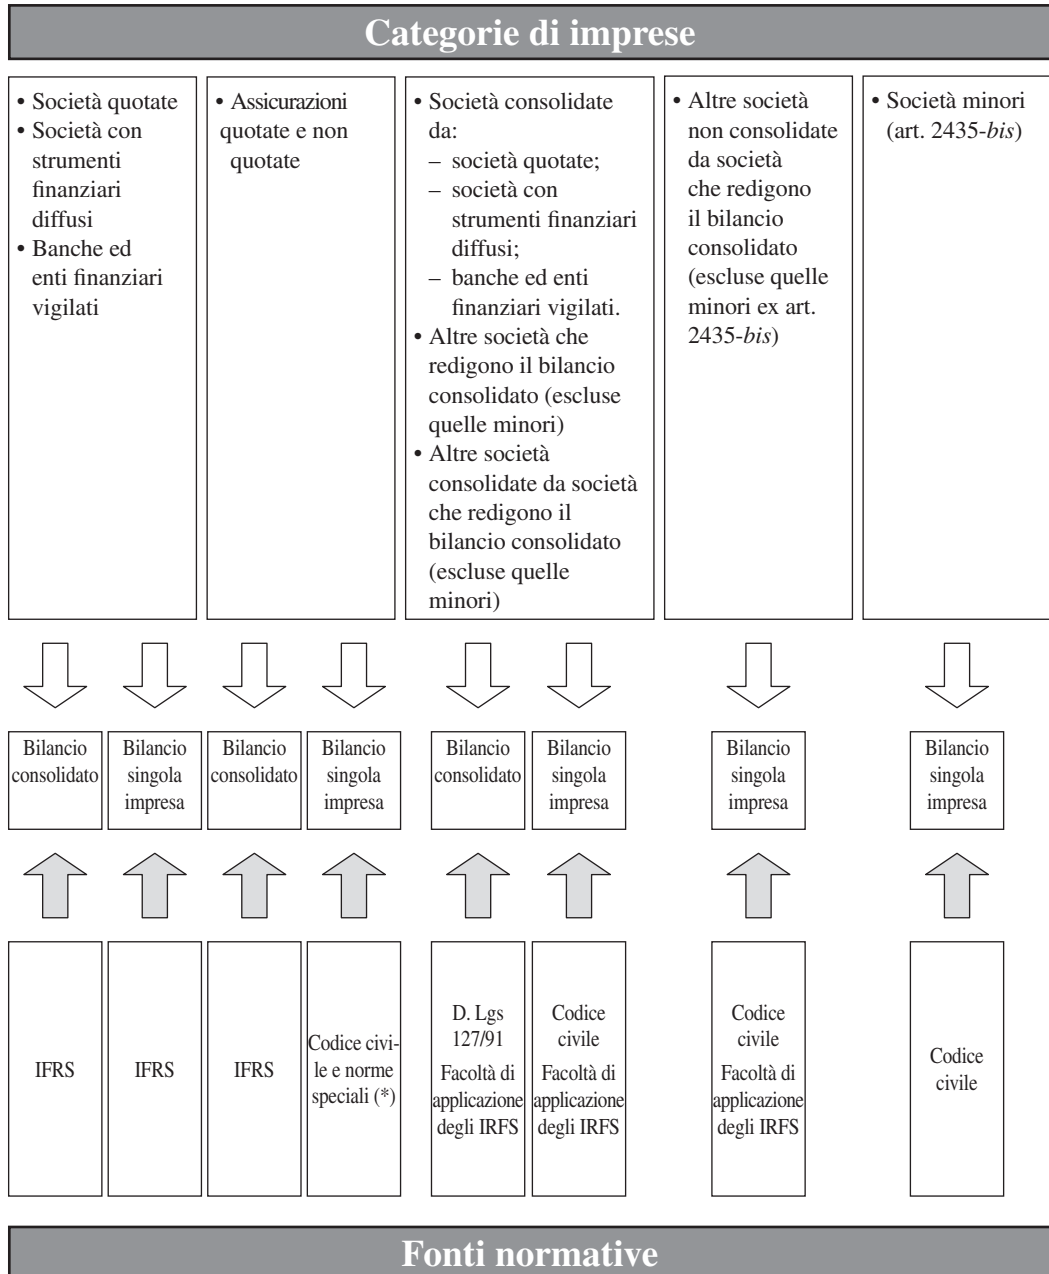 Categorie di imprese
• Società quotate
• Società con
strumenti
finanziari
diffusi
• Banche ed
enti finanziari
vigilati
• Assicurazioni
quotate e non
quotate
• Società consolidate
da:
– società quotate;
– società con
strumenti finanziari
diffusi;
– banche ed enti
finanziari vigilati.
• Altre società che
redigono il bilancio
consolidato (escluse
quelle minori)
• Altre società
consolidate da società
che redigono il
bilancio consolidato
(escluse quelle
minori)
• Altre società
non consolidate
da società
che redigono
il bilancio
consolidato
(escluse quelle
minori ex art.
2435-bis)
• Società minori
(art. 2435-bis)
Bilancio
consolidato
Bilancio
singola
impresa
Bilancio
consolidato
Bilancio
singola
impresa
Bilancio
consolidato
Bilancio
singola
impresa
Bilancio
singola
impresa
Bilancio
singola
impresa
IFRS
IFRS
IFRS
Codice civi-
le e norme
speciali (*)
D. Lgs
127/91
Facoltà di
applicazione
degli IRFS
Codice
civile
Facoltà di
applicazione
degli IRFS
Codice
civile
Facoltà di
applicazione
degli IRFS
Codice
civile
Fonti normative